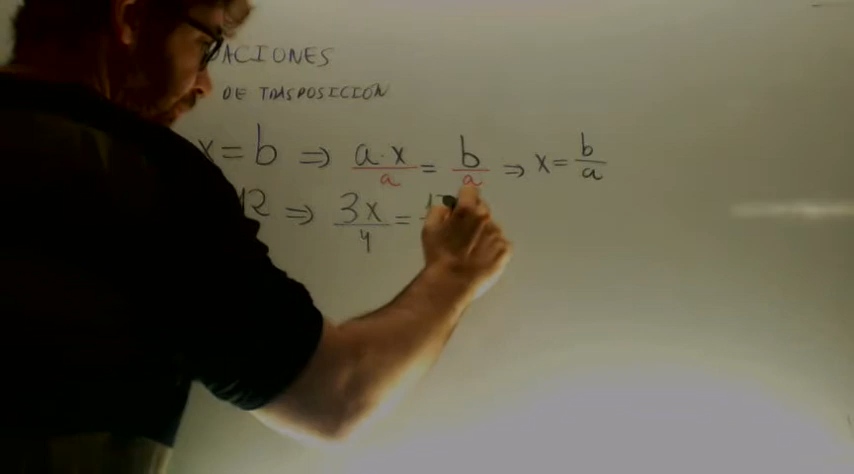 ACIONES
DE TRASPOSICIÓN
x = b ⇒ a·x/a = b/a ⇒ x = b/a
12 ⇒ 3x/4 =